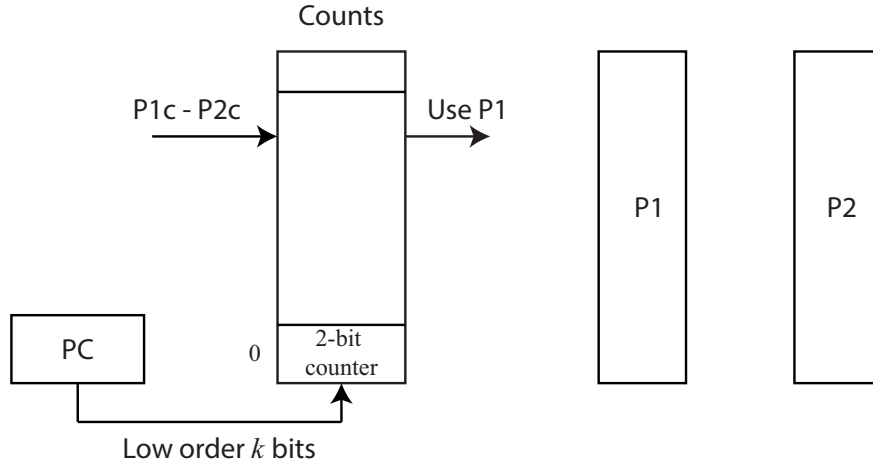 Counts
P1c - P2c
Use P1
P1
P2
PC
0
2-bit
counter
Low order k bits